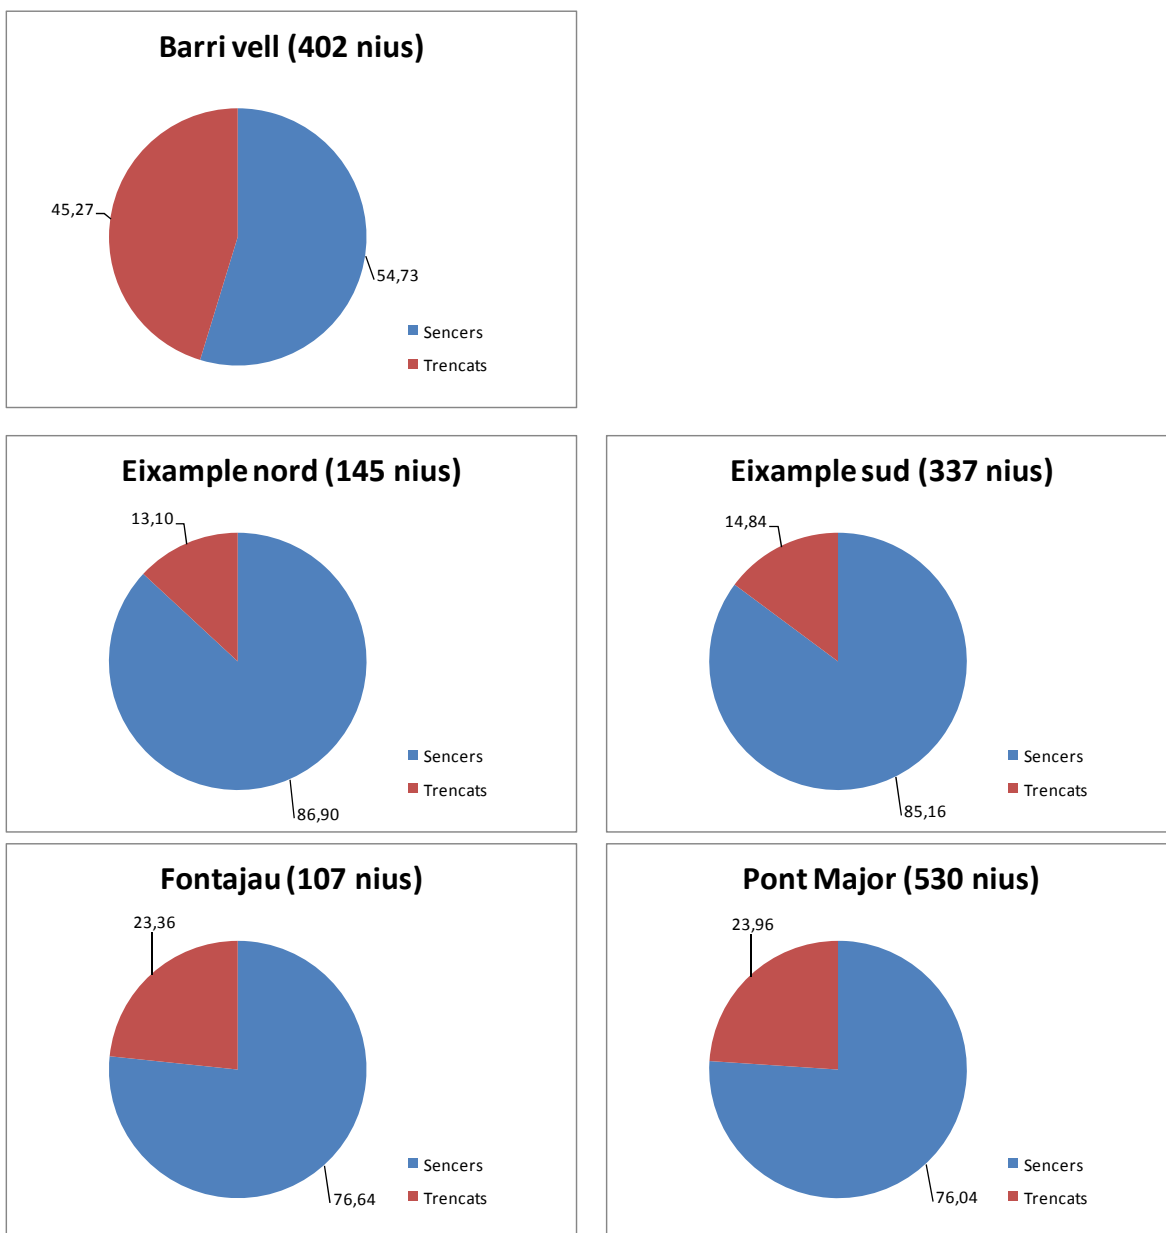 Barri vell (402 nius)
45,27
54,73
Sencers
Trencats
Eixample nord (145 nius)
13,10
86,90
Sencers
Trencats
Eixample sud (337 nius)
14,84
85,16
Sencers
Trencats
Fontajau (107 nius)
23,36
76,64
Sencers
Trencats
Pont Major (530 nius)
23,96
76,04
Sencers
Trencats